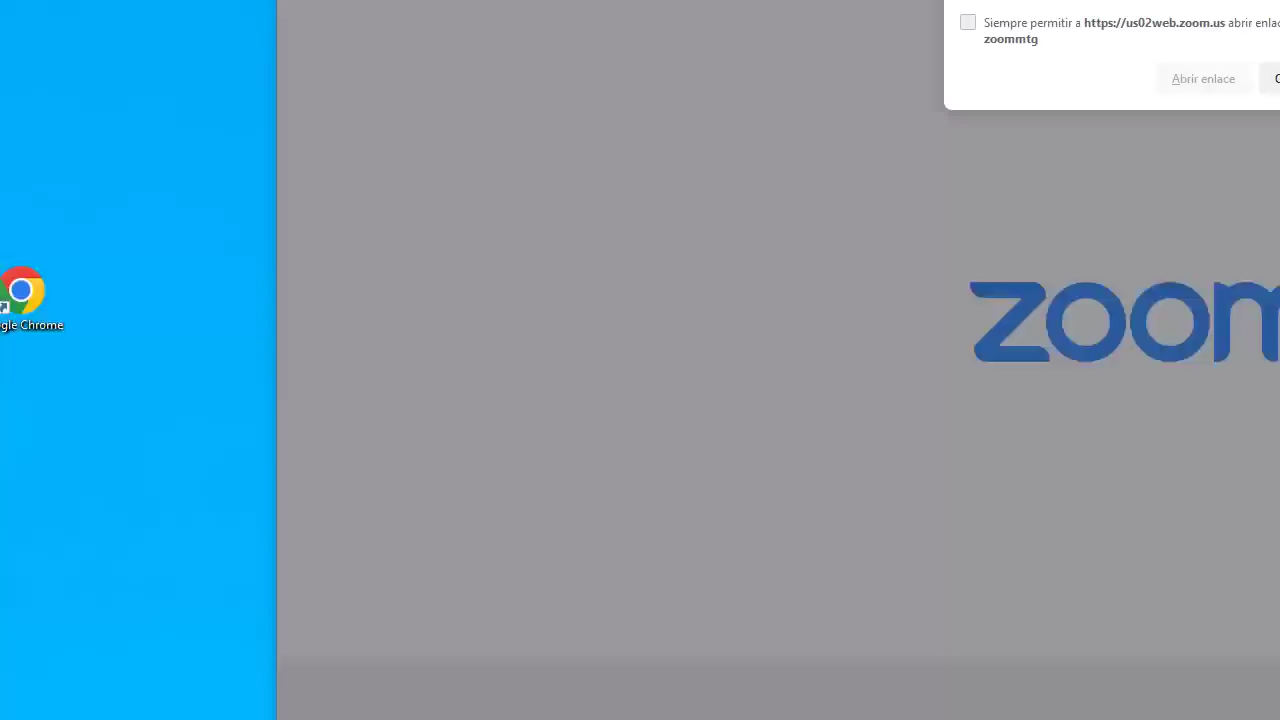 Siempre permitir a https://us02web.zoom.us abrir
zoommtg
Abrir enlace
zoom
Chrome